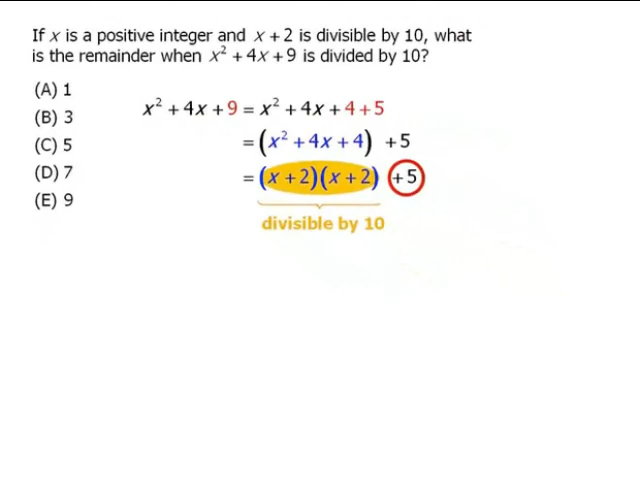 If x is a positive integer and x + 2 is divisible by 10, what
is the remainder when x² + 4x + 9 is divided by 10?
(A) 1
(B) 3
(C) 5
(D) 7
(E) 9
x² + 4x + 9 = x² + 4x + 4 + 5
= (x² + 4x + 4) + 5
= (x + 2)(x + 2) + 5
divisible by 10